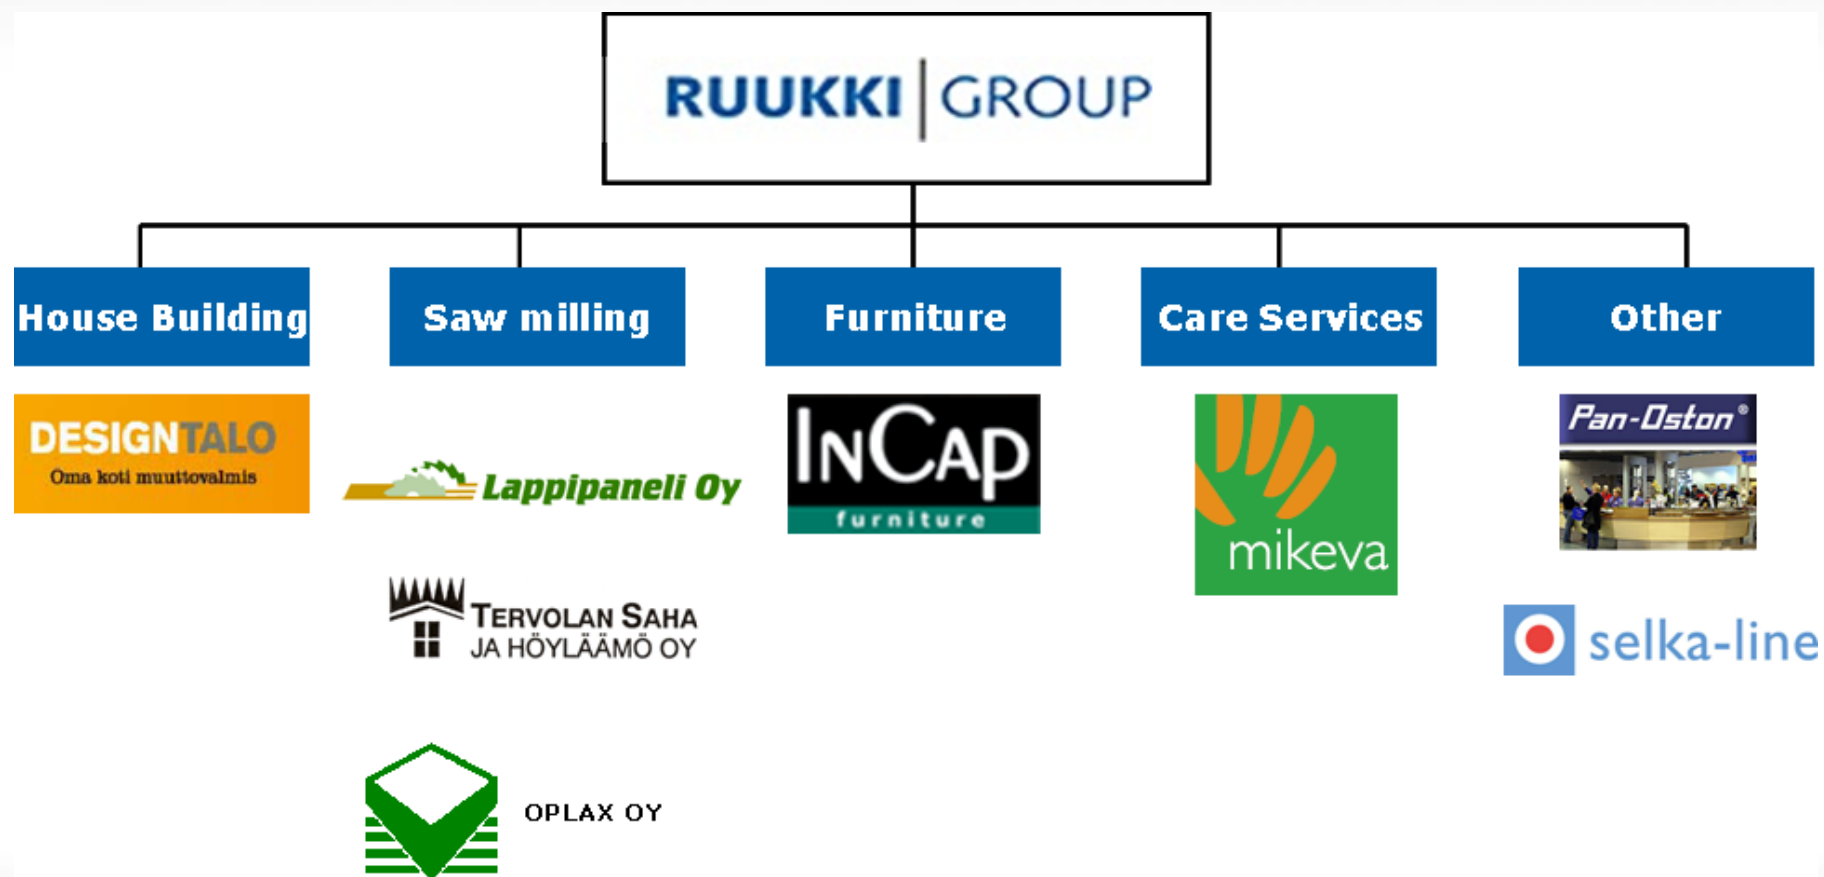 RUUKKI GROUP
House Building
Saw milling
Furniture
Care Services
Other
DESIGNTALO
Oma koti muuttovalmis
Lappipaneli Oy
TERVOLAN SAHA
JA HÖYLÄÄMÖ OY
OPLAX OY
INCAP
furniture
mikeva
Pan-Oston®
selka-line